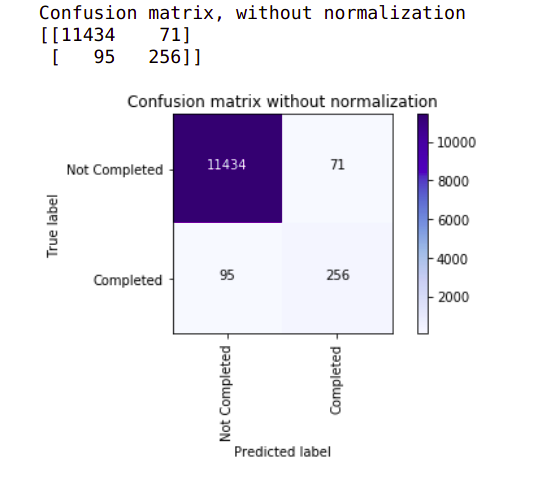 Confusion matrix, without normalization
[[11434    71]
 [   95   256]]
Confusion matrix without normalization
True label
Not Completed
Completed
11434
71
95
256
10000
8000
6000
4000
2000
Not Completed
Completed
Predicted label